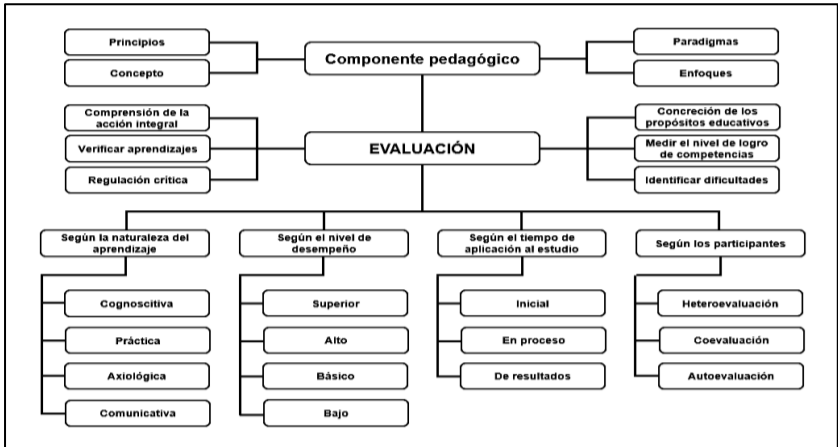 Principios
Componente pedagógico
Paradigmas
Concepto
Enfoques
Comprensión de la
acción integral
Verificar aprendizajes
Regulación crítica
EVALUACIÓN
Concreción de los
propósitos educativos
Medir el nivel de logro
de competencias
Identificar dificultades
Según la naturaleza del
aprendizaje
Cognoscitiva
Práctica
Axiológica
Comunicativa
Según el nivel de
desempeño
Superior
Alto
Básico
Bajo
Según el tiempo de
aplicación al estudio
Inicial
En proceso
De resultados
Según los participantes
Heteroevaluación
Coevaluación
Autoevaluación